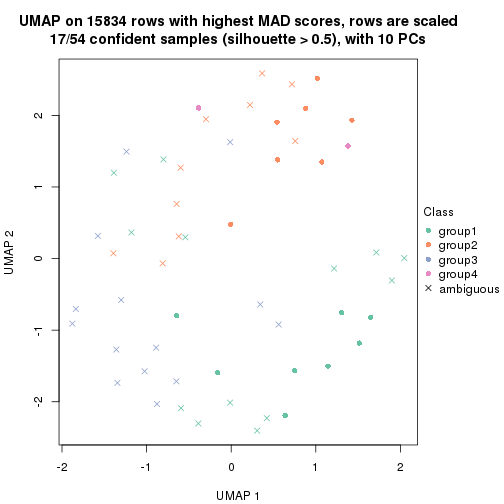 UMAP on 15834 rows with highest MAD scores, rows are scaled
17/54 confident samples (silhouette > 0.5), with 10 PCs
UMAP 2
2
1
0
-1
-2
-2
-1
0
1
2
UMAP 1
Class
group1
group2
group3
group4
ambiguous